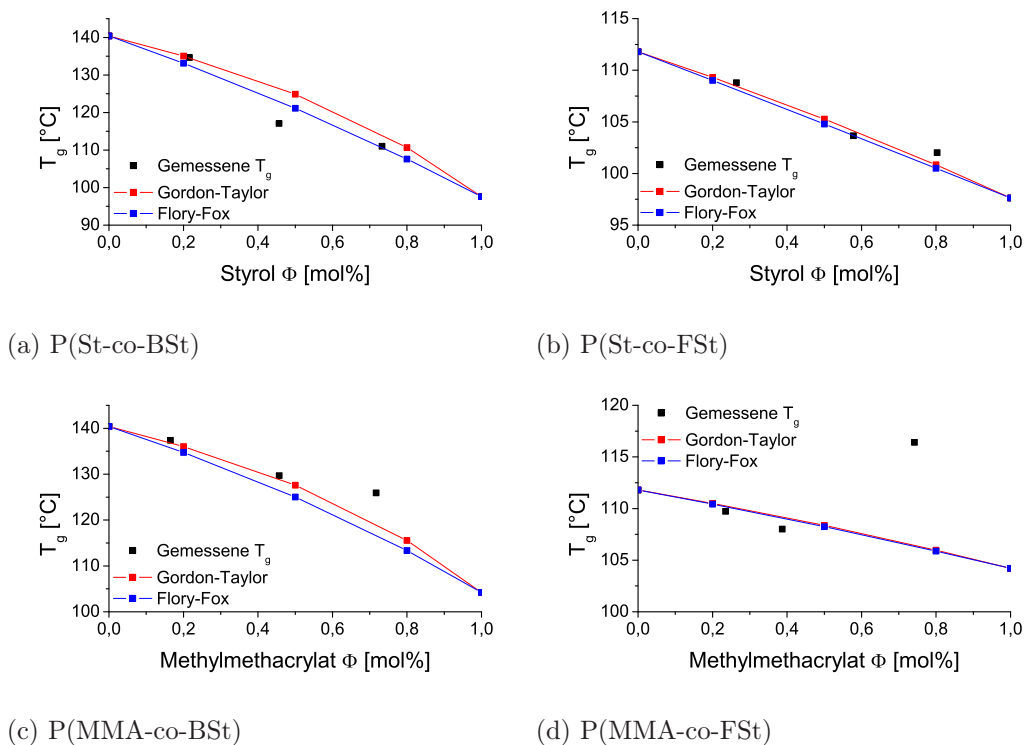 140
130
120
110
100
90
T_g [°C]
Gemessene T_g
Gordon-Taylor
Flory-Fox
0,0 0,2 0,4 0,6 0,8 1,0
Styrol Φ [mol%]
(a) P(St-co-BSt)
115
110
105
100
95
T_g [°C]
Gemessene T_g
Gordon-Taylor
Flory-Fox
0,0 0,2 0,4 0,6 0,8 1,0
Styrol Φ [mol%]
(b) P(St-co-FSt)
140
130
120
110
100
T_g [°C]
Gemessene T_g
Gordon-Taylor
Flory-Fox
0,0 0,2 0,4 0,6 0,8 1,0
Methylmethacrylat Φ [mol%]
(c) P(MMA-co-BSt)
120
115
110
105
100
T_g [°C]
Gemessene T_g
Gordon-Taylor
Flory-Fox
0,0 0,2 0,4 0,6 0,8 1,0
Methylmethacrylat Φ [mol%]
(d) P(MMA-co-FSt)